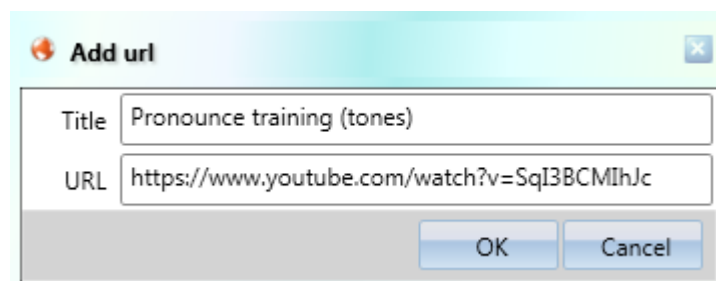 Add url
Title Pronounce training (tones)
URL https://www.youtube.com/watch?v=SqI3BCMIhJc
OK Cancel